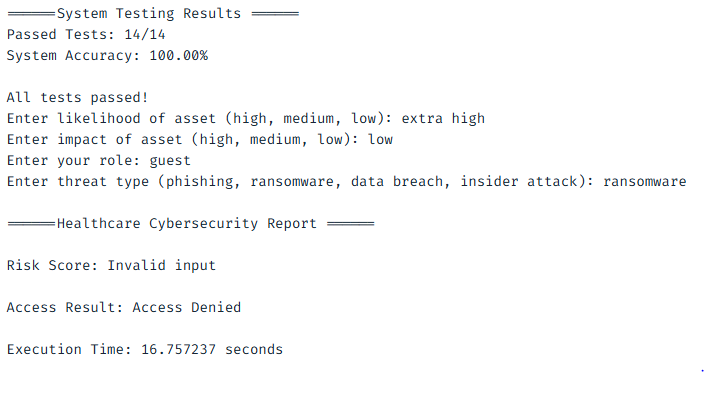 ======System Testing Results ======
Passed Tests: 14/14
System Accuracy: 100.00%
All tests passed!
Enter likelihood of asset (high, medium, low): extra high
Enter impact of asset (high, medium, low): low
Enter your role: guest
Enter threat type (phishing, ransomware, data breach, insider attack): ransomware
======Healthcare Cybersecurity Report ======
Risk Score: Invalid input
Access Result: Access Denied
Execution Time: 16.757237 seconds